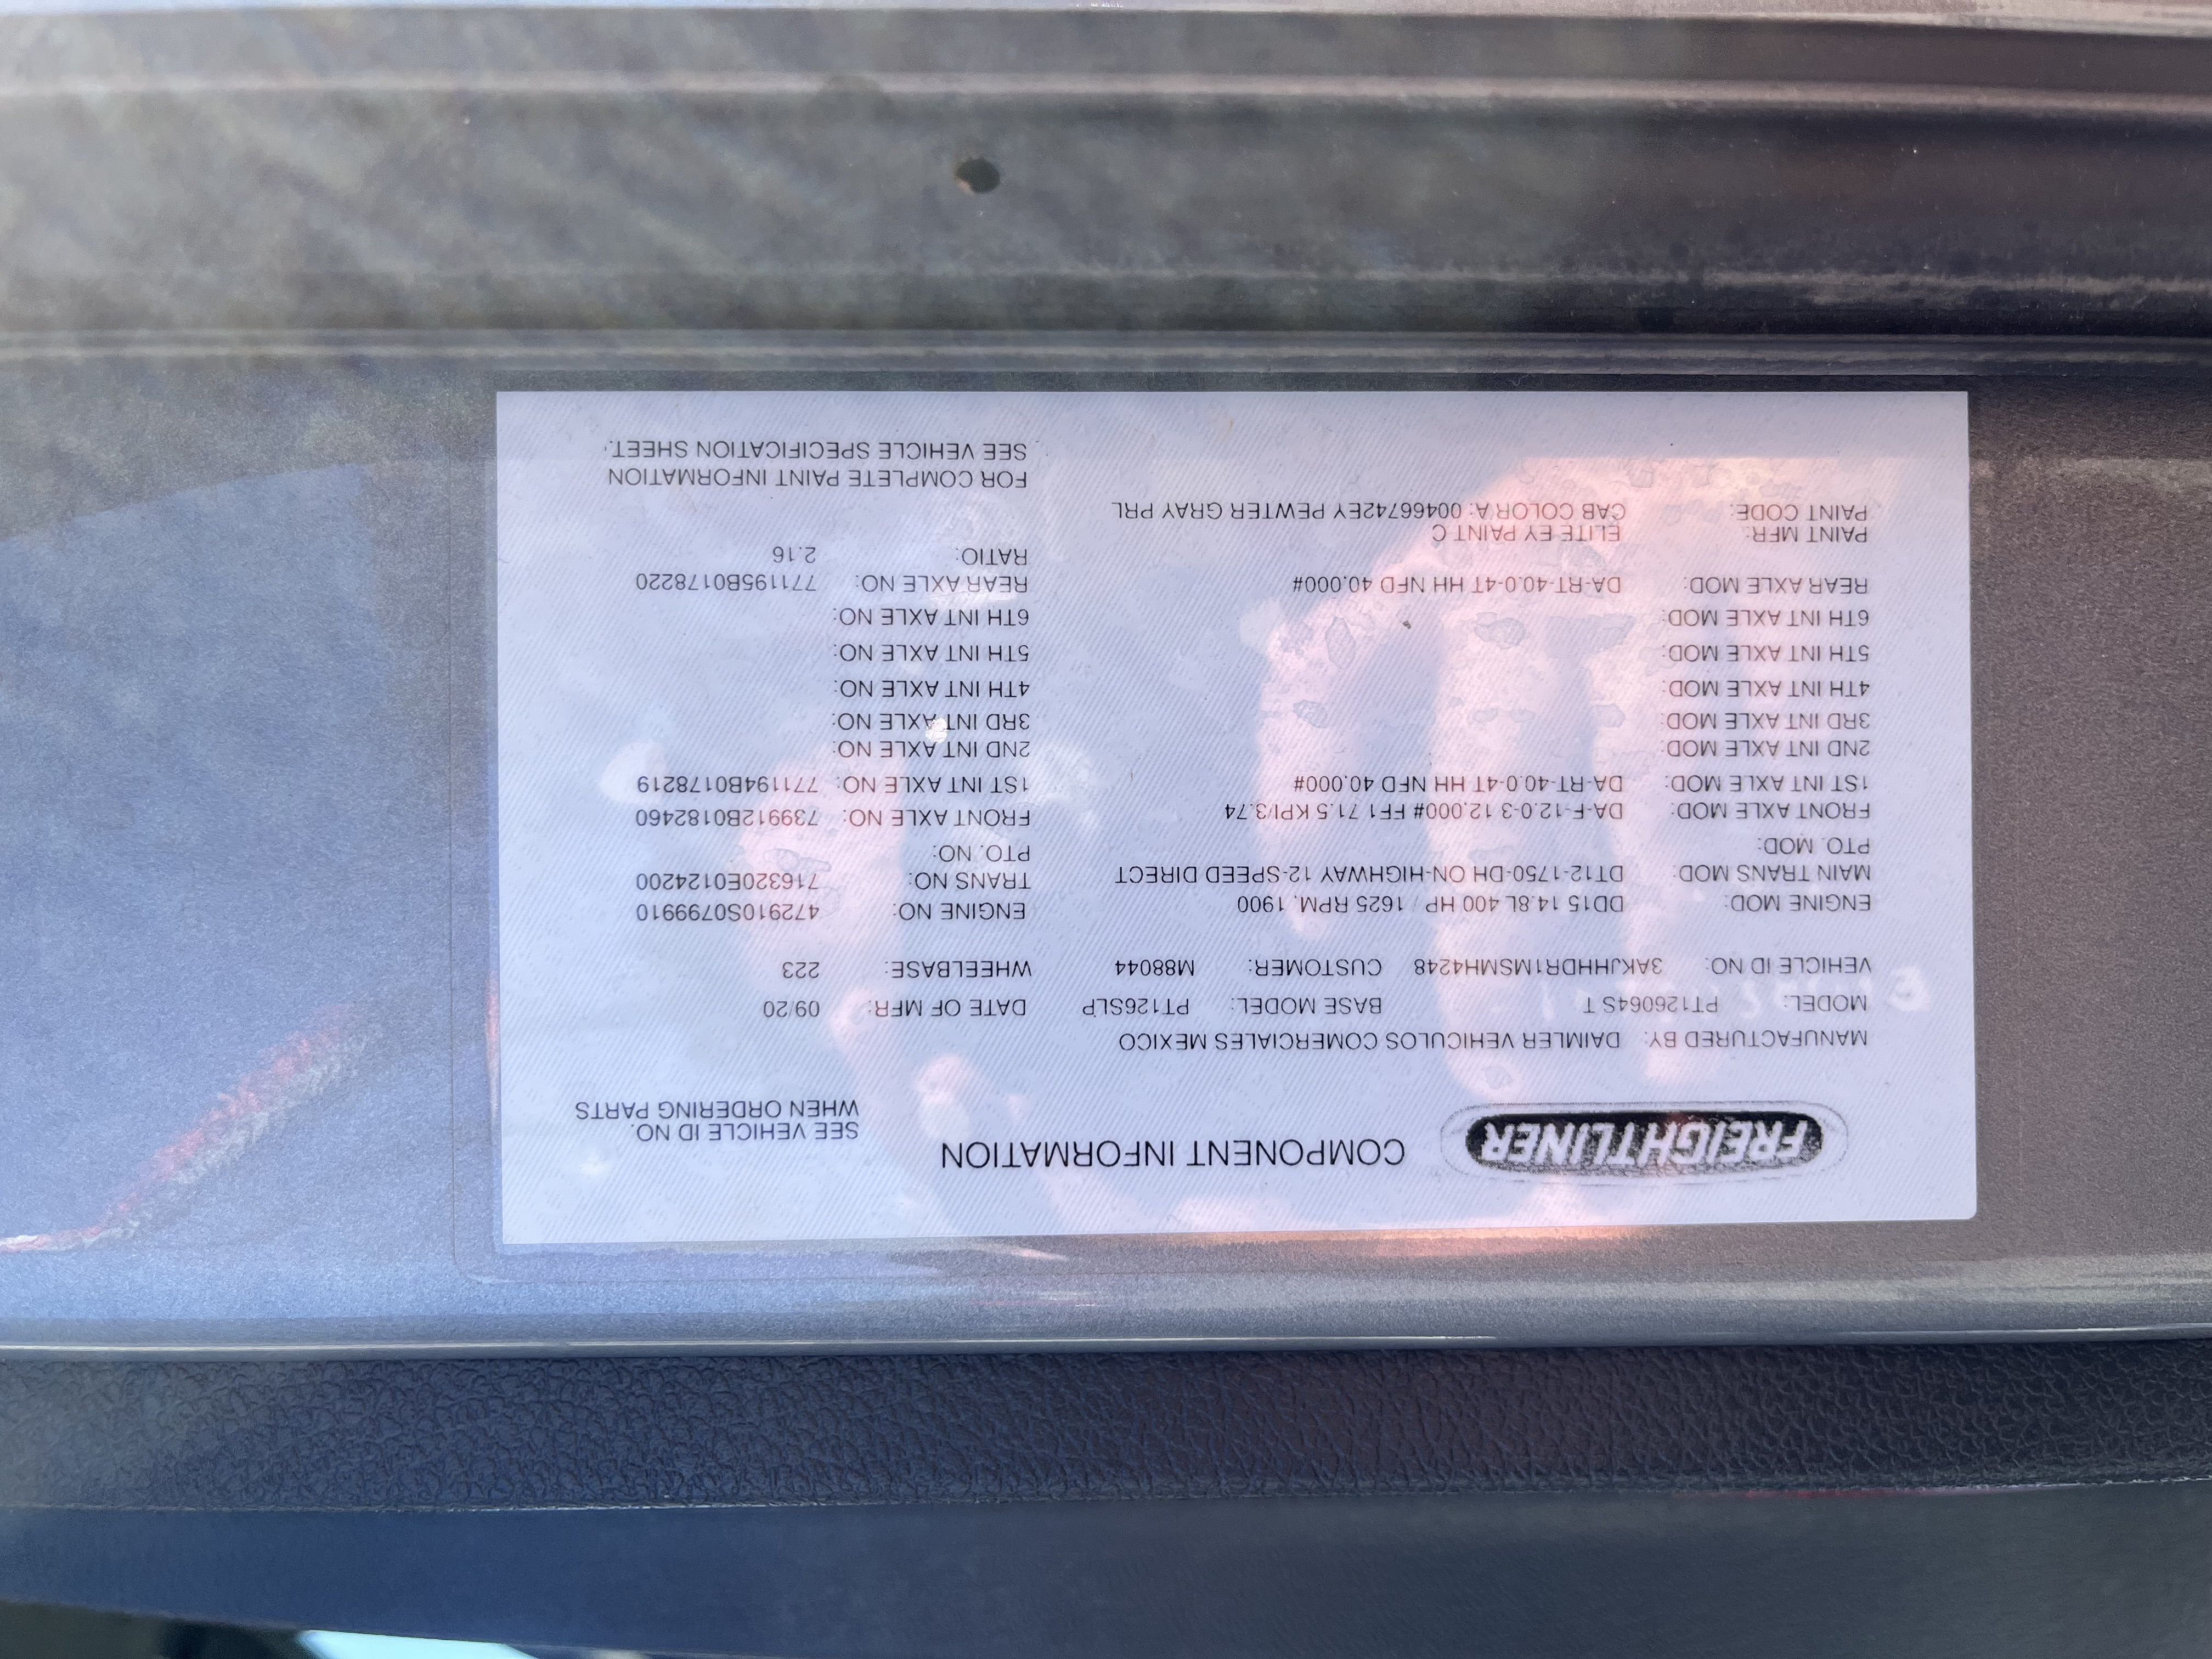 FREIGHTLINER COMPONENT INFORMATION
SEE VEHICLE ID NO.
WHEN ORDERING PARTS
MANUFACTURED BY: DAIMLER VEHICULOS COMERCIALES MEXICO
MODEL: PT126064S T BASE MODEL: PT126SLP DATE OF MFR: 09/20
VEHICLE ID NO: 3AKJHHDR1MSMH4248 CUSTOMER: M88044 WHEELBASE: 223
ENGINE MOD: DD15 14.8L 400 HP / 1625 RPM, 1900 ENGINE NO: 472910S0799910
MAIN TRANS MOD: DT12-1750-DH ON-HIGHWAY 12-SPEED DIRECT TRANS NO: 716320E0124200
PTO. MOD: PTO. NO:
FRONT AXLE MOD: DA-F-12.0-3 12,000# FF1 71.5 KPI/3.74 FRONT AXLE NO: 739912B0182460
1ST INT AXLE MOD: DA-RT-40.0-4T HH NFD 40,000# 1ST INT AXLE NO: 771194B0178219
2ND INT AXLE MOD: 2ND INT AXLE NO:
3RD INT AXLE MOD: 3RD INT AXLE NO:
4TH INT AXLE MOD: 4TH INT AXLE NO:
5TH INT AXLE MOD: 5TH INT AXLE NO:
6TH INT AXLE MOD: 6TH INT AXLE NO:
REAR AXLE MOD: DA-RT-40.0-4T HH NFD 40,000# REAR AXLE NO: 771195B0178220
RATIO: 2.16
PAINT MFR: ELITE EY PAINT C
PAINT CODE: CAB COLOR A: 00466742EY PEWTER GRAY PRL
FOR COMPLETE PAINT INFORMATION
SEE VEHICLE SPECIFICATION SHEET.